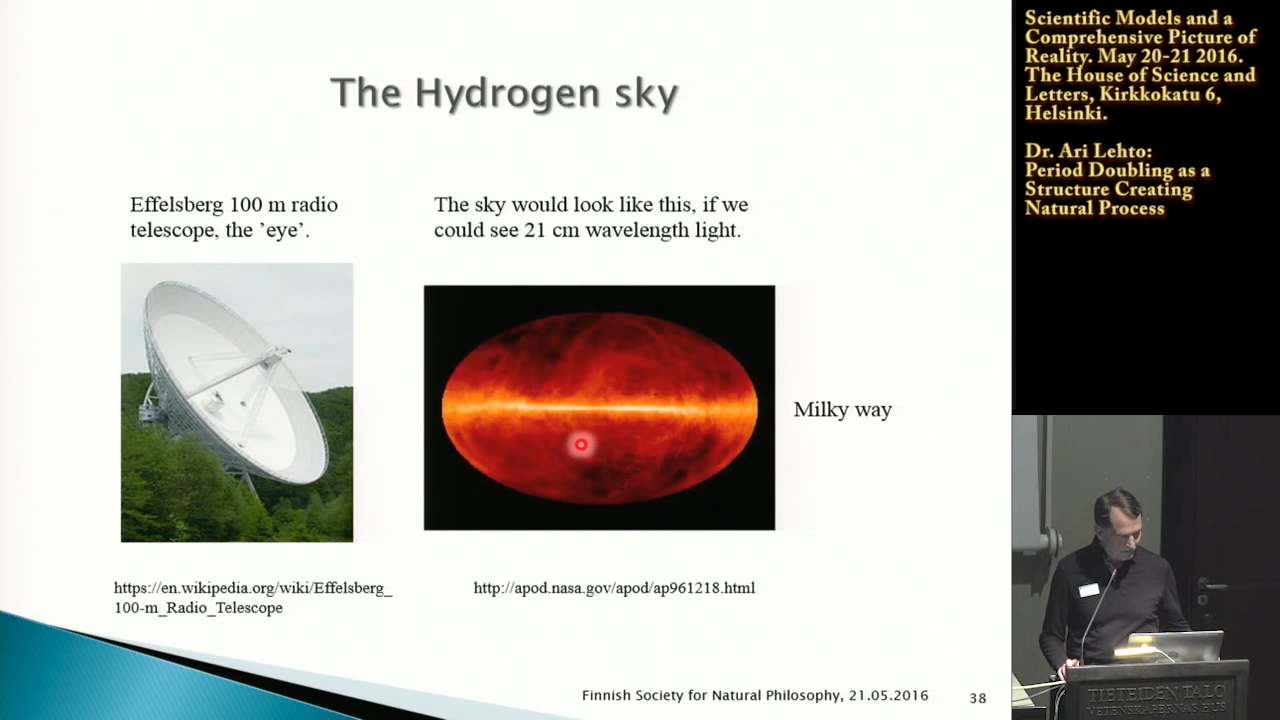 The Hydrogen sky
Effelsberg 100 m radio
telescope, the ’eye’.
The sky would look like this, if we
could see 21 cm wavelength light.
Milky way
https://en.wikipedia.org/wiki/Effelsberg_
100-m_Radio_Telescope
http://apod.nasa.gov/apod/ap961218.html
Finnish Society for Natural Philosophy, 21.05.2016
38
Scientific Models and a
Comprehensive Picture of
Reality. May 20-21 2016.
The House of Science and
Letters, Kirkkokatu 6,
Helsinki.
Dr. Ari Lehto:
Period Doubling as a
Structure Creating
Natural Process
TIETEIDEN TALO
VETENSKAPERNAS HUS